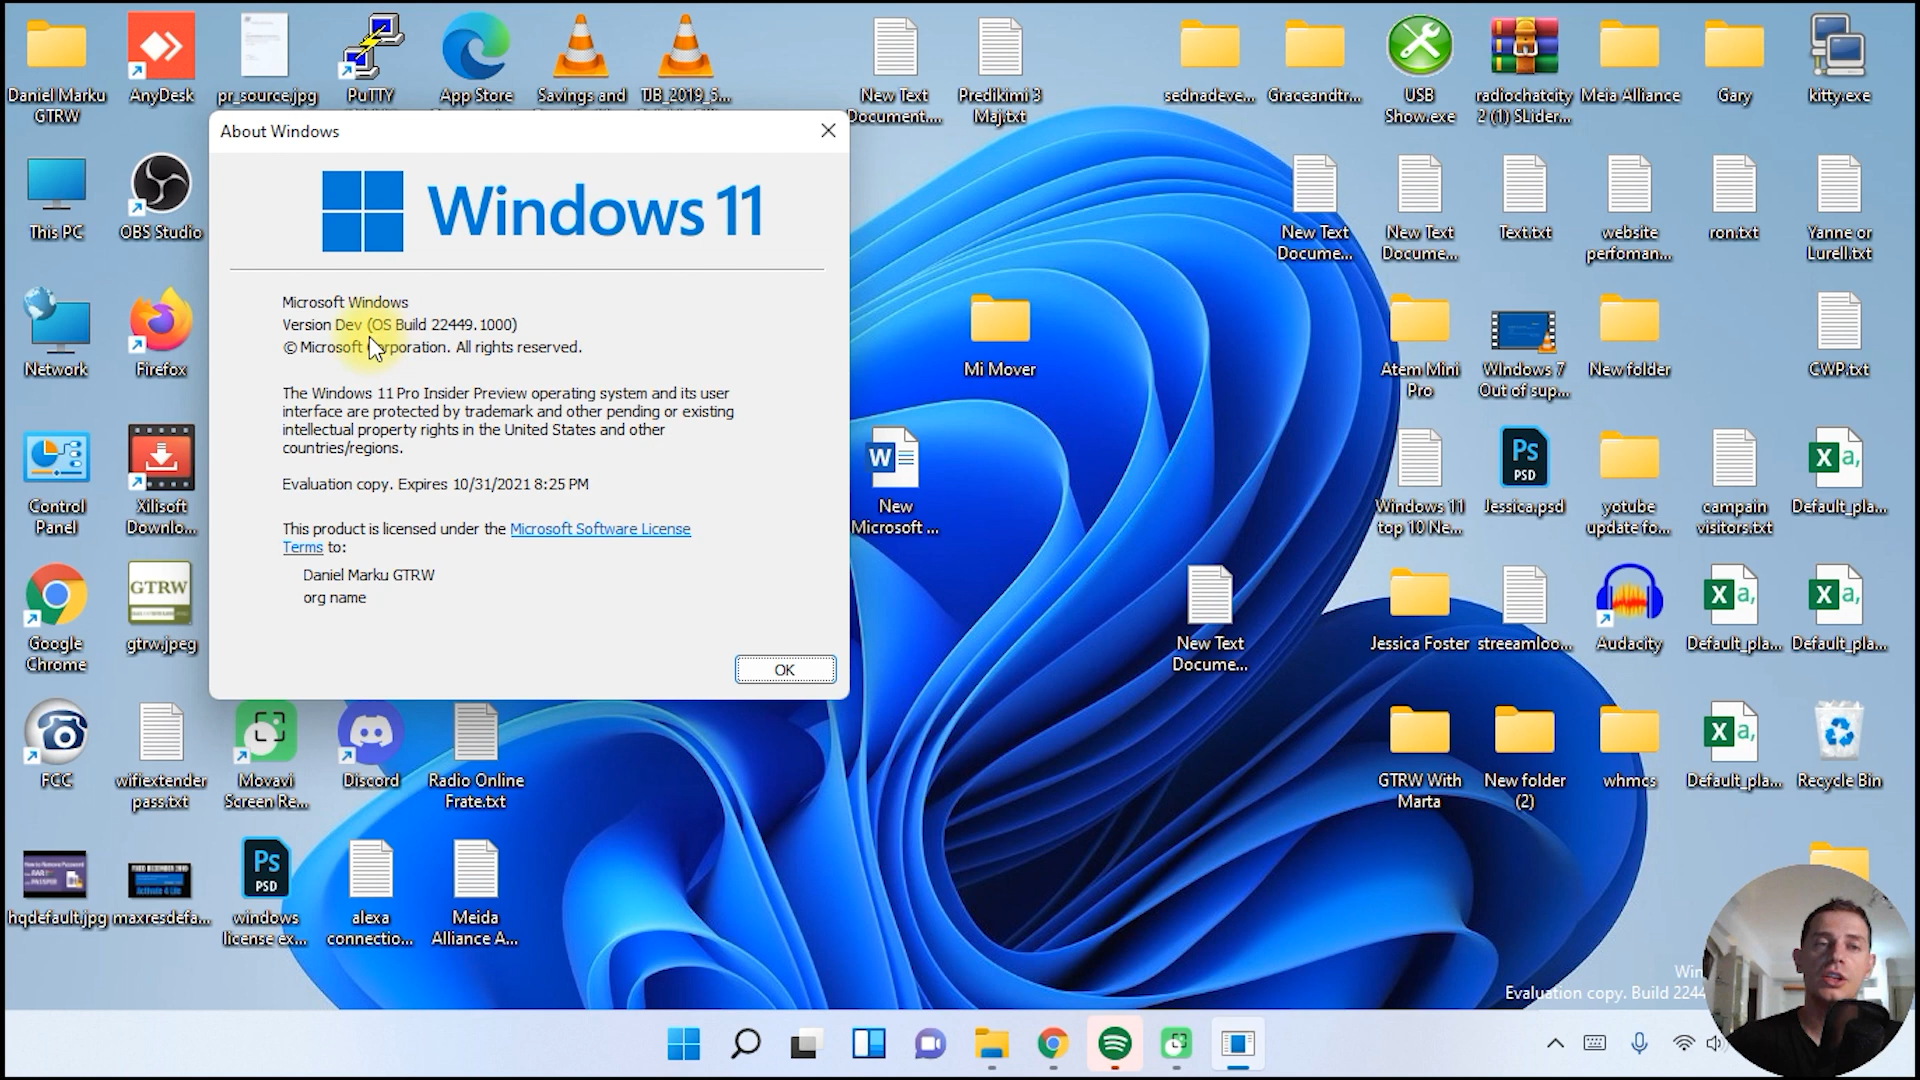 Daniel Marku
GTRW
AnyDesk
pr_source.jpg
PuTTY
App Store
Savings and
TJB_2019_5...
New Text
Document....
Predikimi 3
Maj.txt
sednadeve...
Graceandtr...
USB
Show.exe
radiochatcity
2 (1) SLider...
Meia Alliance
Gary
kitty.exe
About Windows
Windows 11
Microsoft Windows
Version Dev (OS Build 22449.1000)
© Microsoft Corporation. All rights reserved.
The Windows 11 Pro Insider Preview operating system and its user
interface are protected by trademark and other pending or existing
intellectual property rights in the United States and other
countries/regions.
Evaluation copy. Expires 10/31/2021 8:25 PM
This product is licensed under the Microsoft Software License
Terms to:
Daniel Marku GTRW
org name
OK
This PC
OBS Studio
New Text
Docume...
New Text
Docume...
Text.txt
website
perfoman...
ron.txt
Yanne or
Lurell.txt
Network
Firefox
Mi Mover
Atem Mini
Pro
WIndows 7
Out of sup...
New folder
CWP.txt
Control
Panel
Xilisoft
Downlo...
W
New
Microsoft ...
Windows 11
top 10 Ne...
Ps
PSD
Jessica.psd
yotube
update fo...
campain
visitors.txt
X a,
Default_pla...
Google
Chrome
GTRW
gtrw.jpeg
New Text
Docume...
Jessica Foster
streemloo...
Audacity
X a,
Default_pla...
X a,
Default_pla...
FCC
wifiextender
pass.txt
Movavi
Screen Re...
Discord
Radio Online
Frate.txt
GTRW With
Marta
New folder
(2)
whmcs
X a,
Default_pla...
Recycle Bin
hqdefault.jpg
maxresdefa...
Ps
PSD
windows
license ex...
alexa
connectio...
Meida
Alliance A...
Win
Evaluation copy. Build 2244